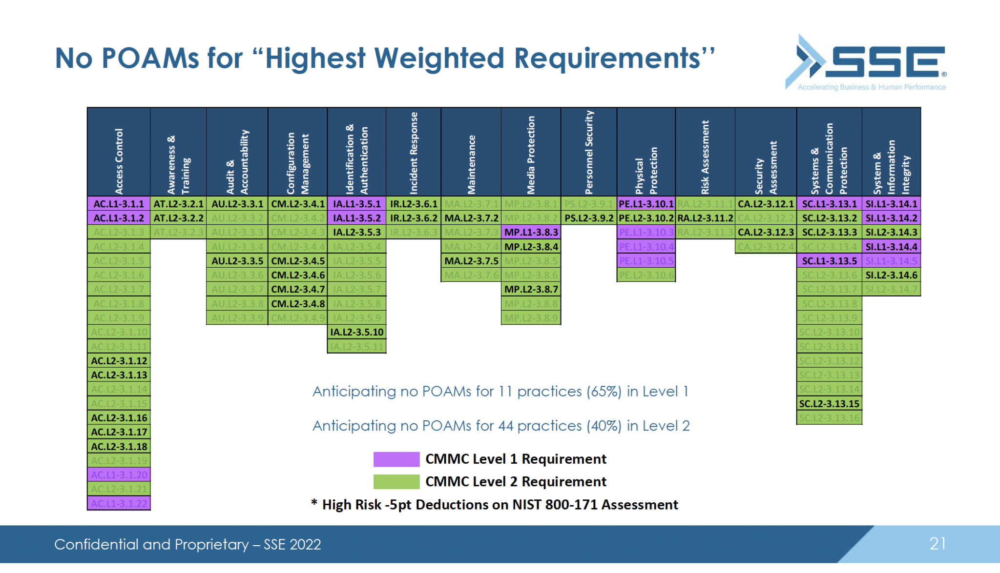 No POAMs for “Highest Weighted Requirements’’
SSE®
Accelerating Business & Human Performance
Access Control
Awareness &
Training
Audit &
Accountability
Configuration
Management
Identification &
Authentication
Incident Response
Maintenance
Media Protection
Personnel Security
Physical
Protection
Risk Assessment
Security
Assessment
Systems &
Communication
Protection
System &
Information
Integrity
AC.L1-3.1.1 AT.L2-3.2.1 AU.L2-3.3.1 CM.L2-3.4.1 IA.L1-3.5.1 IR.L2-3.6.1 MA.L2-3.7.1 MP.L2-3.8.1 PS.L2-3.9.1 PE.L1-3.10.1 RA.L2-3.11.1 CA.L2-3.12.1 SC.L1-3.13.1 SI.L1-3.14.1
AC.L1-3.1.2 AT.L2-3.2.2 AU.L2-3.3.2 CM.L2-3.4.2 IA.L1-3.5.2 IR.L2-3.6.2 MA.L2-3.7.2 MP.L2-3.8.2 PS.L2-3.9.2 PE.L2-3.10.2 RA.L2-3.11.2 CA.L2-3.12.2 SC.L2-3.13.2 SI.L1-3.14.2
AC.L2-3.1.3 AT.L2-3.2.3 AU.L2-3.3.3 CM.L2-3.4.3 IA.L2-3.5.3 IR.L2-3.6.3 MA.L2-3.7.3 MP.L1-3.8.3 PE.L1-3.10.3 RA.L2-3.11.3 CA.L2-3.12.3 SC.L2-3.13.3 SI.L2-3.14.3
AC.L2-3.1.4 AU.L2-3.3.4 CM.L2-3.4.4 IA.L2-3.5.4 MA.L2-3.7.4 MP.L2-3.8.4 PE.L1-3.10.4 CA.L2-3.12.4 SC.L2-3.13.4 SI.L1-3.14.4
AC.L2-3.1.5 AU.L2-3.3.5 CM.L2-3.4.5 IA.L2-3.5.5 MA.L2-3.7.5 MP.L2-3.8.5 PE.L1-3.10.5 SC.L1-3.13.5 SI.L1-3.14.5
AC.L2-3.1.6 AU.L2-3.3.6 CM.L2-3.4.6 IA.L2-3.5.6 MA.L2-3.7.6 MP.L2-3.8.6 PE.L2-3.10.6 SC.L2-3.13.6 SI.L2-3.14.6
AC.L2-3.1.7 AU.L2-3.3.7 CM.L2-3.4.7 IA.L2-3.5.7 MP.L2-3.8.7 SC.L2-3.13.7 SI.L2-3.14.7
AC.L2-3.1.8 AU.L2-3.3.8 CM.L2-3.4.8 IA.L2-3.5.8 MP.L2-3.8.8 SC.L2-3.13.8
AC.L2-3.1.9 AU.L2-3.3.9 CM.L2-3.4.9 IA.L2-3.5.9 MP.L2-3.8.9 SC.L2-3.13.9
AC.L2-3.1.10 IA.L2-3.5.10 SC.L2-3.13.10
AC.L2-3.1.11 IA.L2-3.5.11 SC.L2-3.13.11
AC.L2-3.1.12 SC.L2-3.13.12
AC.L2-3.1.13 SC.L2-3.13.13
AC.L2-3.1.14 SC.L2-3.13.14
AC.L2-3.1.15 SC.L2-3.13.15
AC.L2-3.1.16 SC.L2-3.13.16
AC.L2-3.1.17
AC.L2-3.1.18
AC.L2-3.1.19
AC.L1-3.1.20
AC.L2-3.1.21
AC.L1-3.1.22
Anticipating no POAMs for 11 practices (65%) in Level 1
Anticipating no POAMs for 44 practices (40%) in Level 2
CMMC Level 1 Requirement
CMMC Level 2 Requirement
* High Risk -5pt Deductions on NIST 800-171 Assessment
Confidential and Proprietary – SSE 2022
21